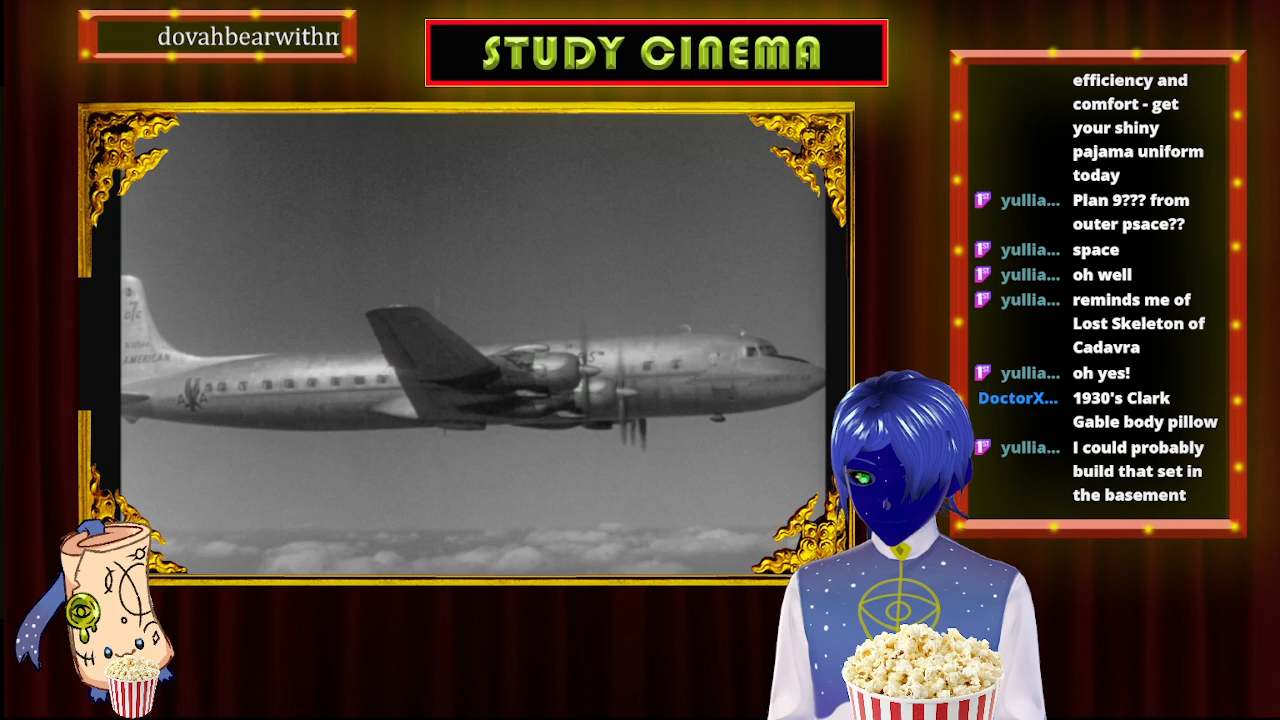 dovahbearwithm
STUDY CINEMA
efficiency and
comfort - get
your shiny
pajama uniform
today
yullia... Plan 9??? from
outer psace??
yullia... space
yullia... oh well
yullia... reminds me of
Lost Skeleton of
Cadavra
yullia... oh yes!
DoctorX... 1930's Clark
Gable body pillow
yullia... I could probably
build that set in
the basement
AMERICAN
A A
AMERICAN